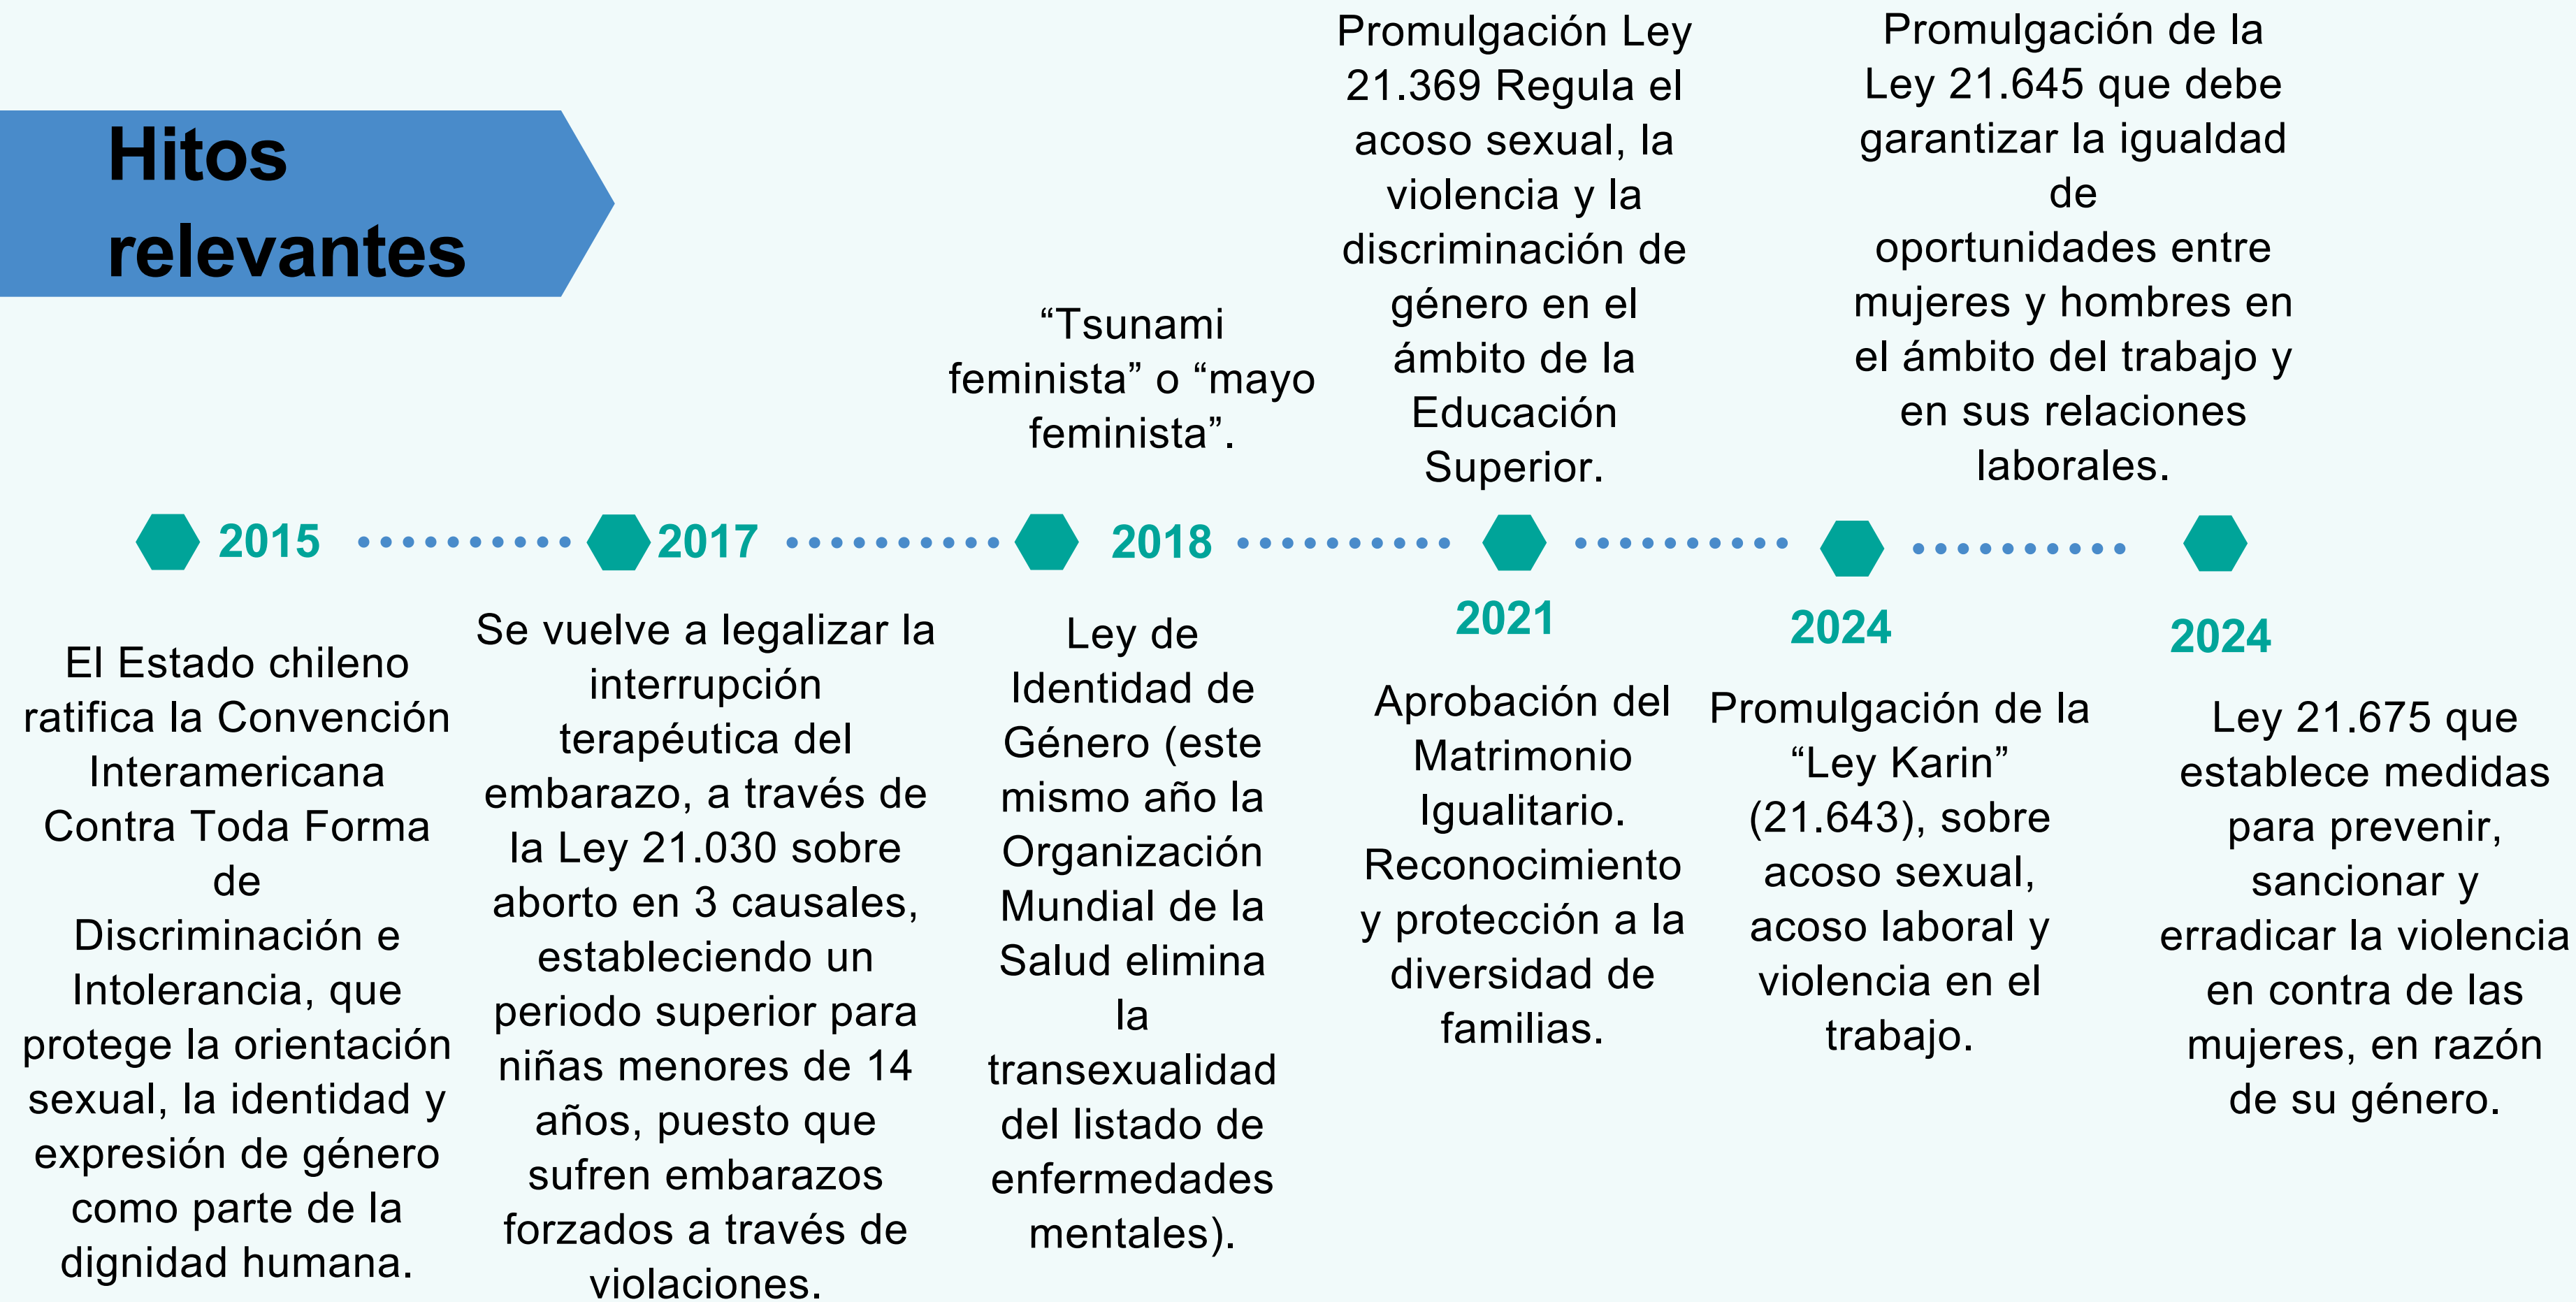 Hitos
relevantes
2015
El Estado chileno
ratifica la Convención
Interamericana
Contra Toda Forma
de
Discriminación e
Intolerancia, que
protege la orientación
sexual, la identidad y
expresión de género
como parte de la
dignidad humana.
2017
Se vuelve a legalizar la
interrupción
terapéutica del
embarazo, a través de
la Ley 21.030 sobre
aborto en 3 causales,
estableciendo un
periodo superior para
niñas menores de 14
años, puesto que
sufren embarazos
forzados a través de
violaciones.
“Tsunami
feminista” o “mayo
feminista”.
2018
Ley de
Identidad de
Género (este
mismo año la
Organización
Mundial de la
Salud elimina
la
transexualidad
del listado de
enfermedades
mentales).
Promulgación Ley
21.369 Regula el
acoso sexual, la
violencia y la
discriminación de
género en el
ámbito de la
Educación
Superior.
2021
Aprobación del
Matrimonio
Igualitario.
Reconocimiento
y protección a la
diversidad de
familias.
Promulgación de la
Ley 21.645 que debe
garantizar la igualdad
de
oportunidades entre
mujeres y hombres en
el ámbito del trabajo y
en sus relaciones
laborales.
2024
Promulgación de la
“Ley Karin”
(21.643), sobre
acoso sexual,
acoso laboral y
violencia en el
trabajo.
2024
Ley 21.675 que
establece medidas
para prevenir,
sancionar y
erradicar la violencia
en contra de las
mujeres, en razón
de su género.